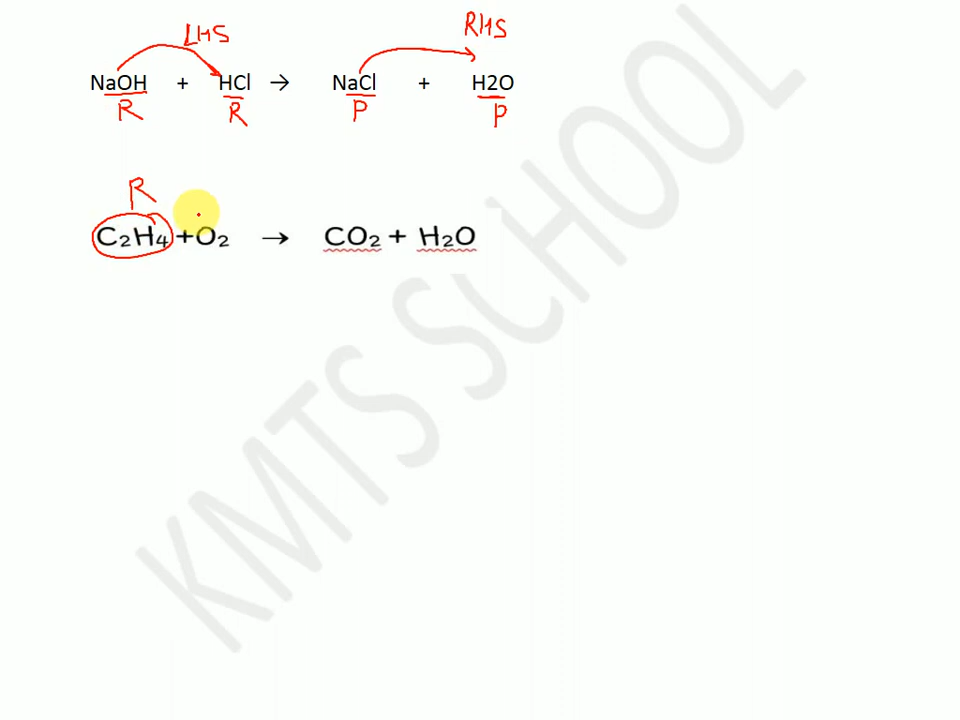 LHS RHS
NaOH + HCl → NaCl + H2O
R R P P
R
C₂H₄+O₂ → CO₂ + H₂O
KMTS SCHOOL